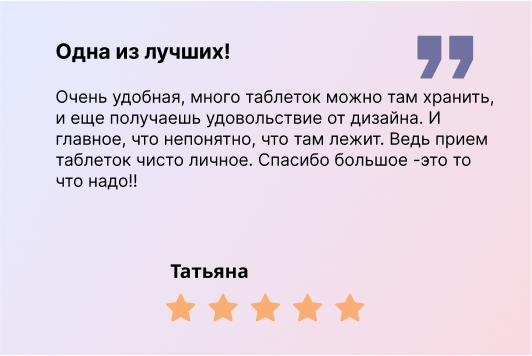 Одна из лучших!
Очень удобная, много таблеток можно там хранить,
и еще получаешь удовольствие от дизайна. И
главное, что непонятно, что там лежит. Ведь прием
таблеток чисто личное. Спасибо большое -это то
что надо!!
Татьяна